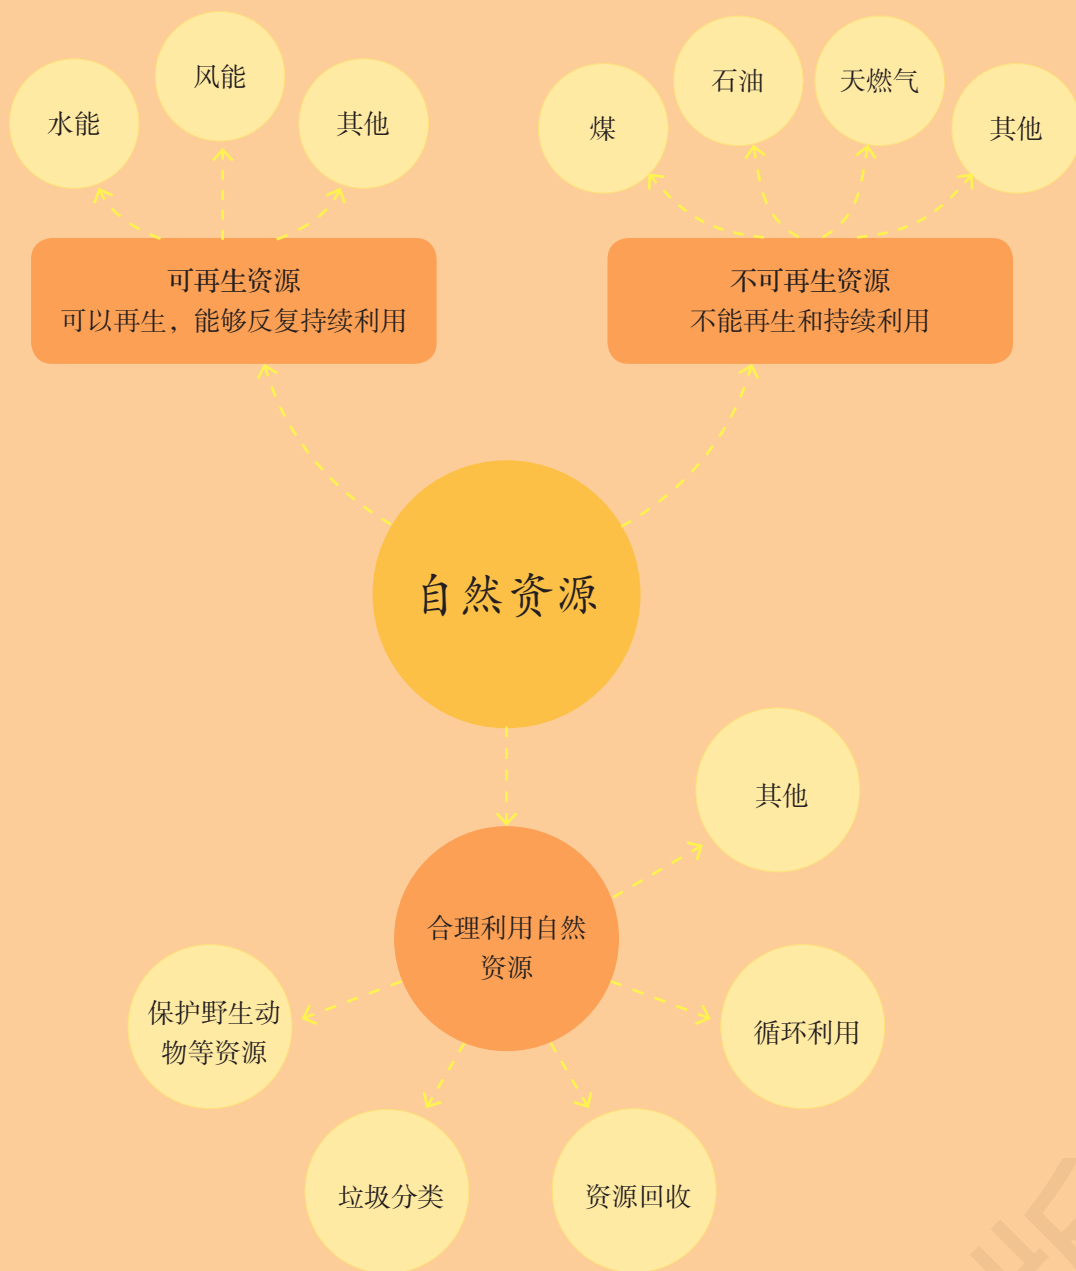 水能
风能
其他
煤
石油
天燃气
其他
可再生资源
可以再生，能够反复持续利用
不可再生资源
不能再生和持续利用
自然资源
其他
合理利用自然
资源
保护野生动
物等资源
循环利用
垃圾分类
资源回收